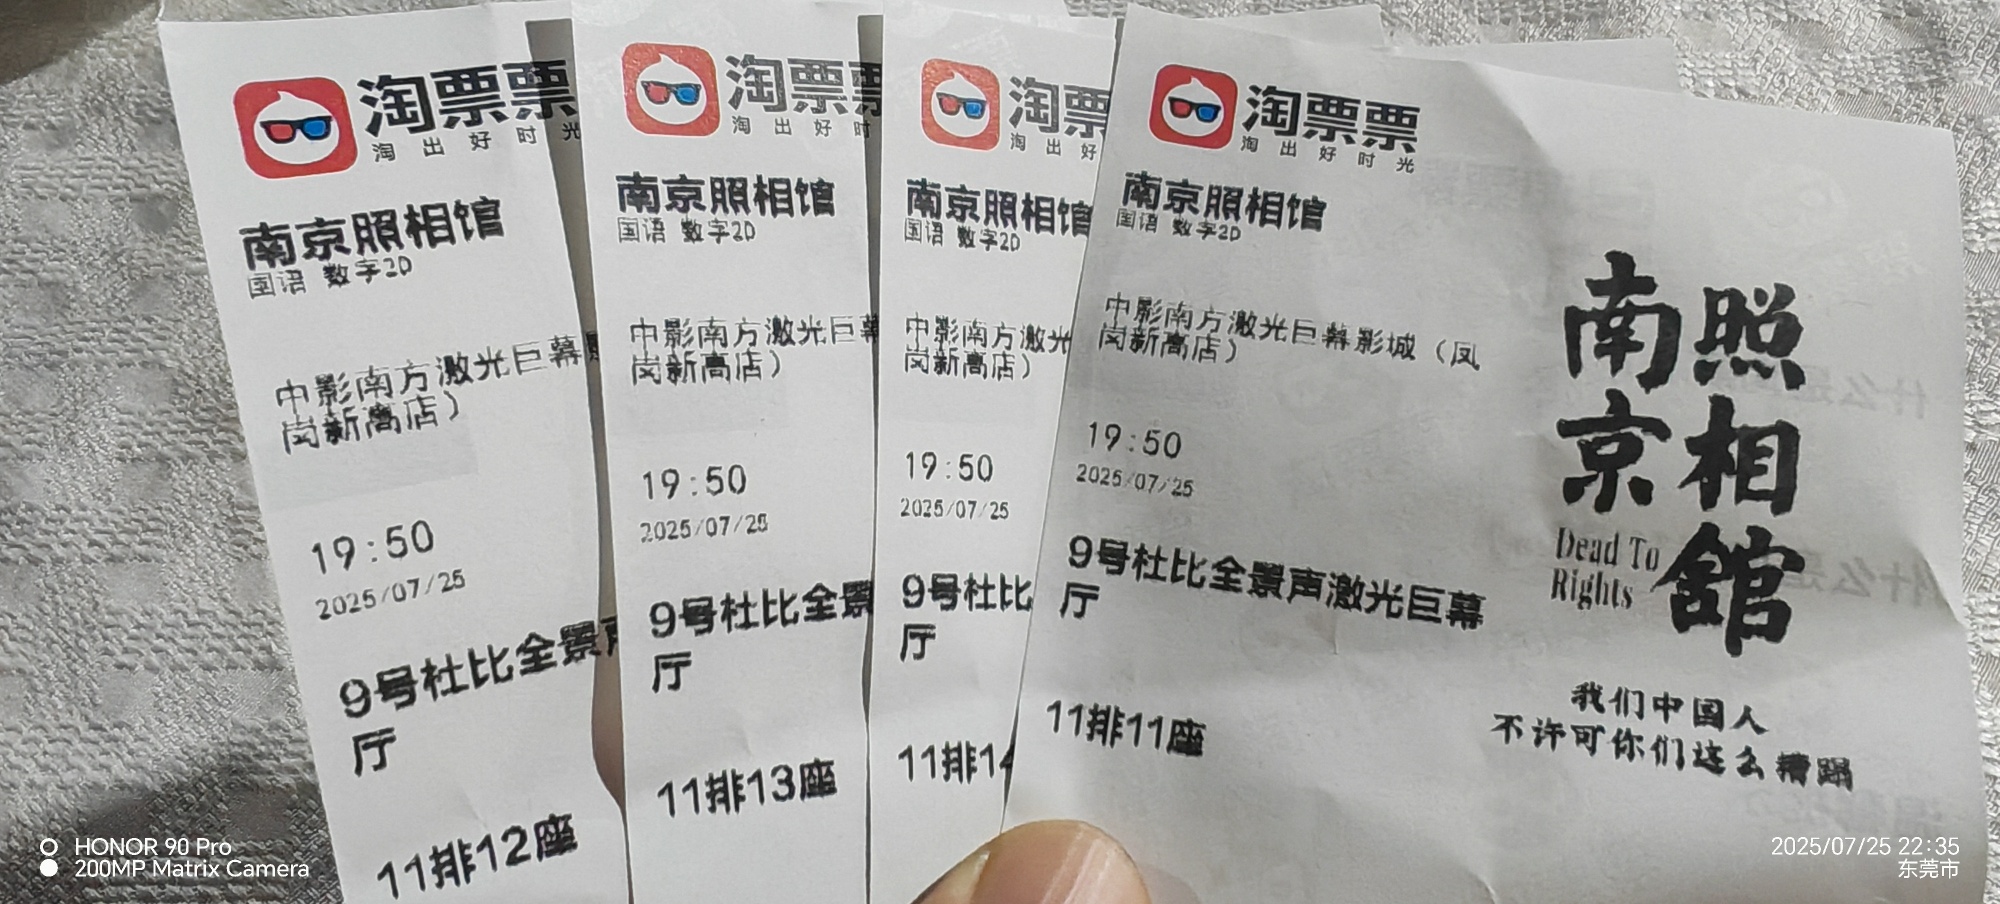 淘票票
淘出好时光
南京照相馆
国语 数字2D
中影南方激光巨幕
岗新高店）
19:50
2025/07/25
9号杜比全景声
厅
11排12座
淘票票
淘出好时
南京照相馆
国语 数字2D
中影南方激光巨幕
岗新高店）
19:50
2025/07/25
9号杜比全景
厅
11排13座
淘票
淘出好
南京照相馆
国语 数字2D
中影南方激光
岗新高店）
19:50
2025/07/25
9号杜比
厅
11排14
淘票票
淘出好时光
南京照相馆
国语 数字2D
中影南方激光巨幕影城（凤
岗新高店）
19:50
2025/07/25
9号杜比全景声激光巨幕
厅
11排11座
南京
照相館
Dead To
Rights
我们中国人
不许可你们这么糟蹋
HONOR 90 Pro
200MP Matrix Camera
2025/07/25 22:35
东莞市